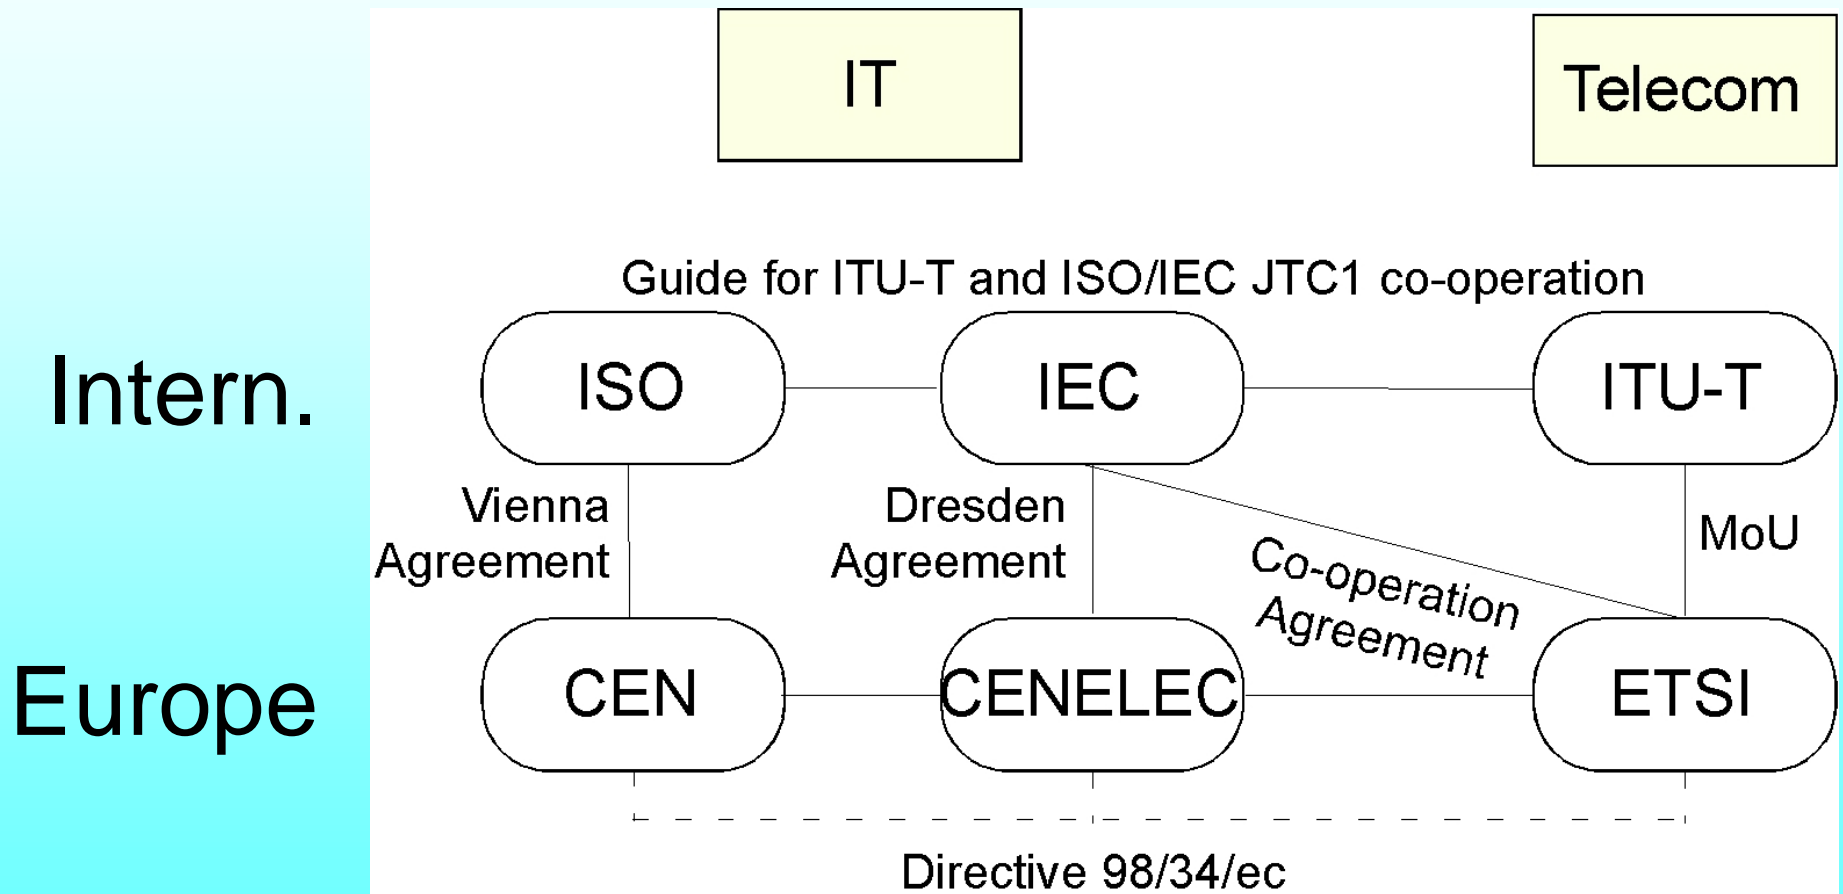 IT
Telecom
Guide for ITU-T and ISO/IEC JTC1 co-operation
Intern.
ISO
IEC
ITU-T
Vienna
Agreement
Dresden
Agreement
Co-operation
Agreement
MoU
Europe
CEN
CENELEC
ETSI
Directive 98/34/ec